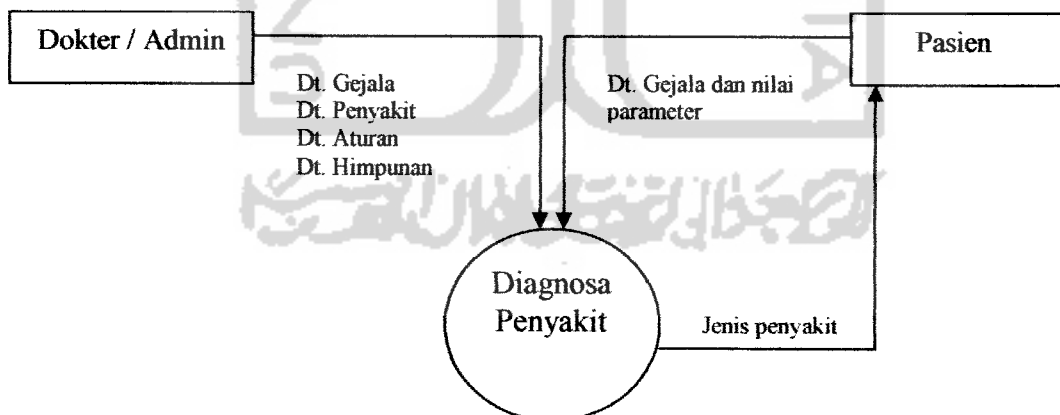 Dokter / Admin
Pasien
Dt. Gejala
Dt. Penyakit
Dt. Aturan
Dt. Himpunan
Dt. Gejala dan nilai
parameter
Diagnosa
Penyakit
Jenis penyakit